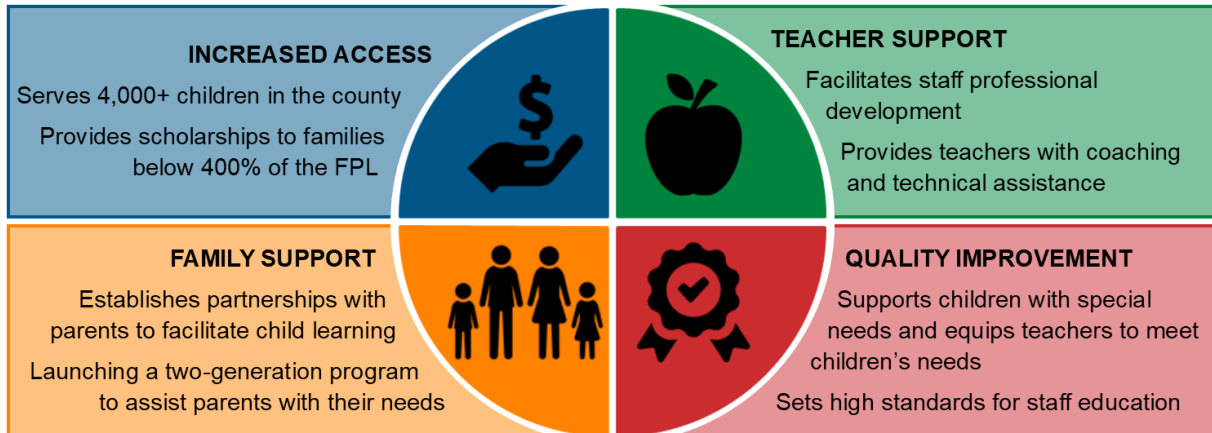 INCREASED ACCESS
Serves 4,000+ children in the county
Provides scholarships to families
below 400% of the FPL
$
TEACHER SUPPORT
Facilitates staff professional
development
Provides teachers with coaching
and technical assistance
FAMILY SUPPORT
Establishes partnerships with
parents to facilitate child learning
Launching a two-generation program
to assist parents with their needs
QUALITY IMPROVEMENT
Supports children with special
needs and equips teachers to meet
children’s needs
Sets high standards for staff education